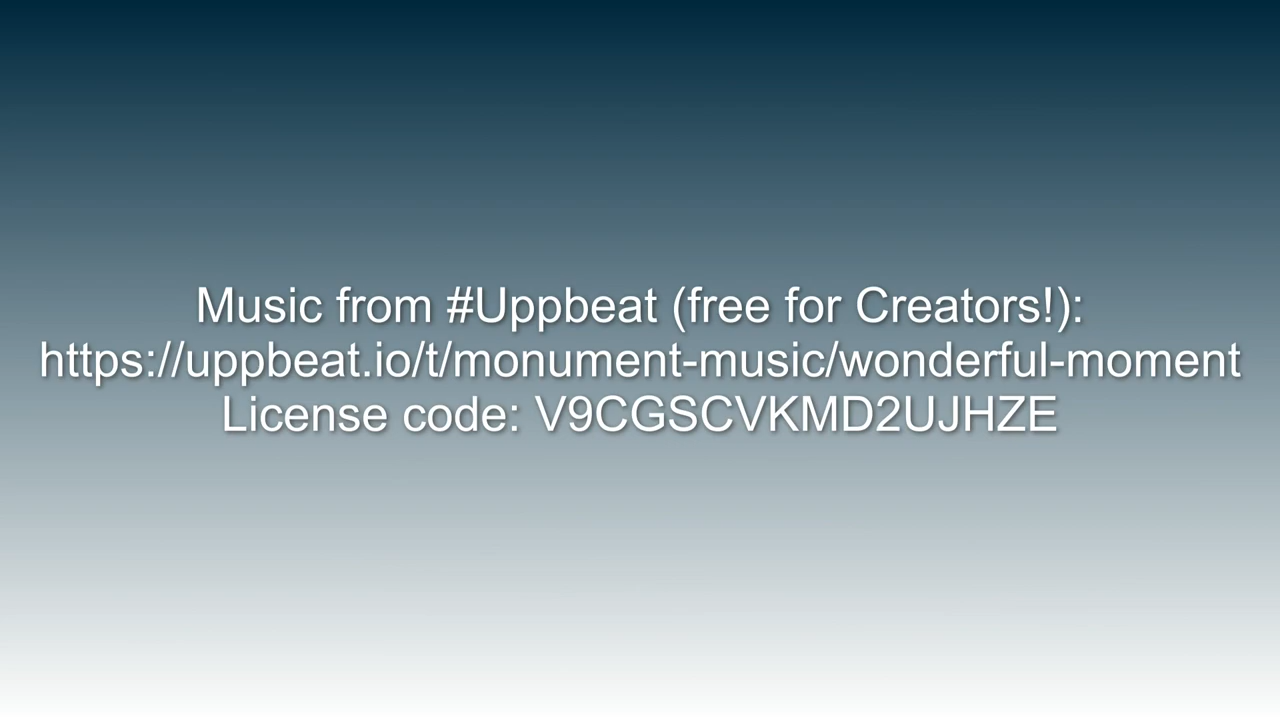 Music from #Uppbeat (free for Creators!):
https://uppbeat.io/t/monument-music/wonderful-moment
License code: V9CGSCVKMD2UJHZE